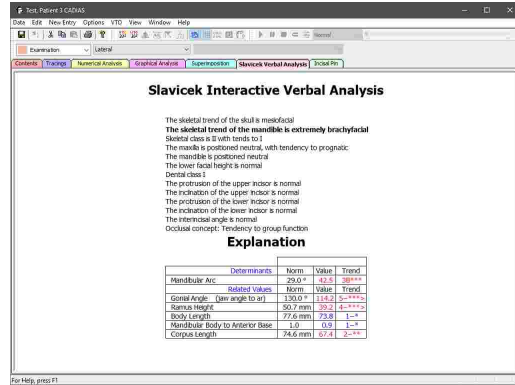 Test, Patient 3 CADIAS
Data Edit New Entry Options VTO View Window Help
Normal
Examination Lateral
Contents Tracings Numerical Analysis Graphical Analysis Superimposition Slavicek Verbal Analysis Incisal Pin
Slavicek Interactive Verbal Analysis
The skeletal trend of the skull is mesiofacial
The skeletal trend of the mandible is extremely brachyfacial
Skeletal class is II with tends to I
The maxilla is positioned neutral, with tendency to prognatic
The mandible is positioned neutral
The lower facial height is normal
Dental class I
The protrusion of the upper incisor is normal
The inclination of the upper incisor is normal
The protrusion of the lower incisor is normal
The inclination of the lower incisor is normal
The interincisal angle is normal
Occlusal concept: Tendency to group function
Explanation
Determinants Norm Value Trend
Mandibular Arc 29.0 ° 42.5 3B***
Related Values Norm Value Trend
Gonial Angle (jaw angle to ar) 130.0 ° 114.2 5-***>
Ramus Height 50.7 mm 39.2 4-***>
Body Length 77.6 mm 73.8 1-*
Mandibular Body to Anterior Base 1.0 0.9 1-*
Corpus Length 74.6 mm 67.4 2-**
For Help, press F1